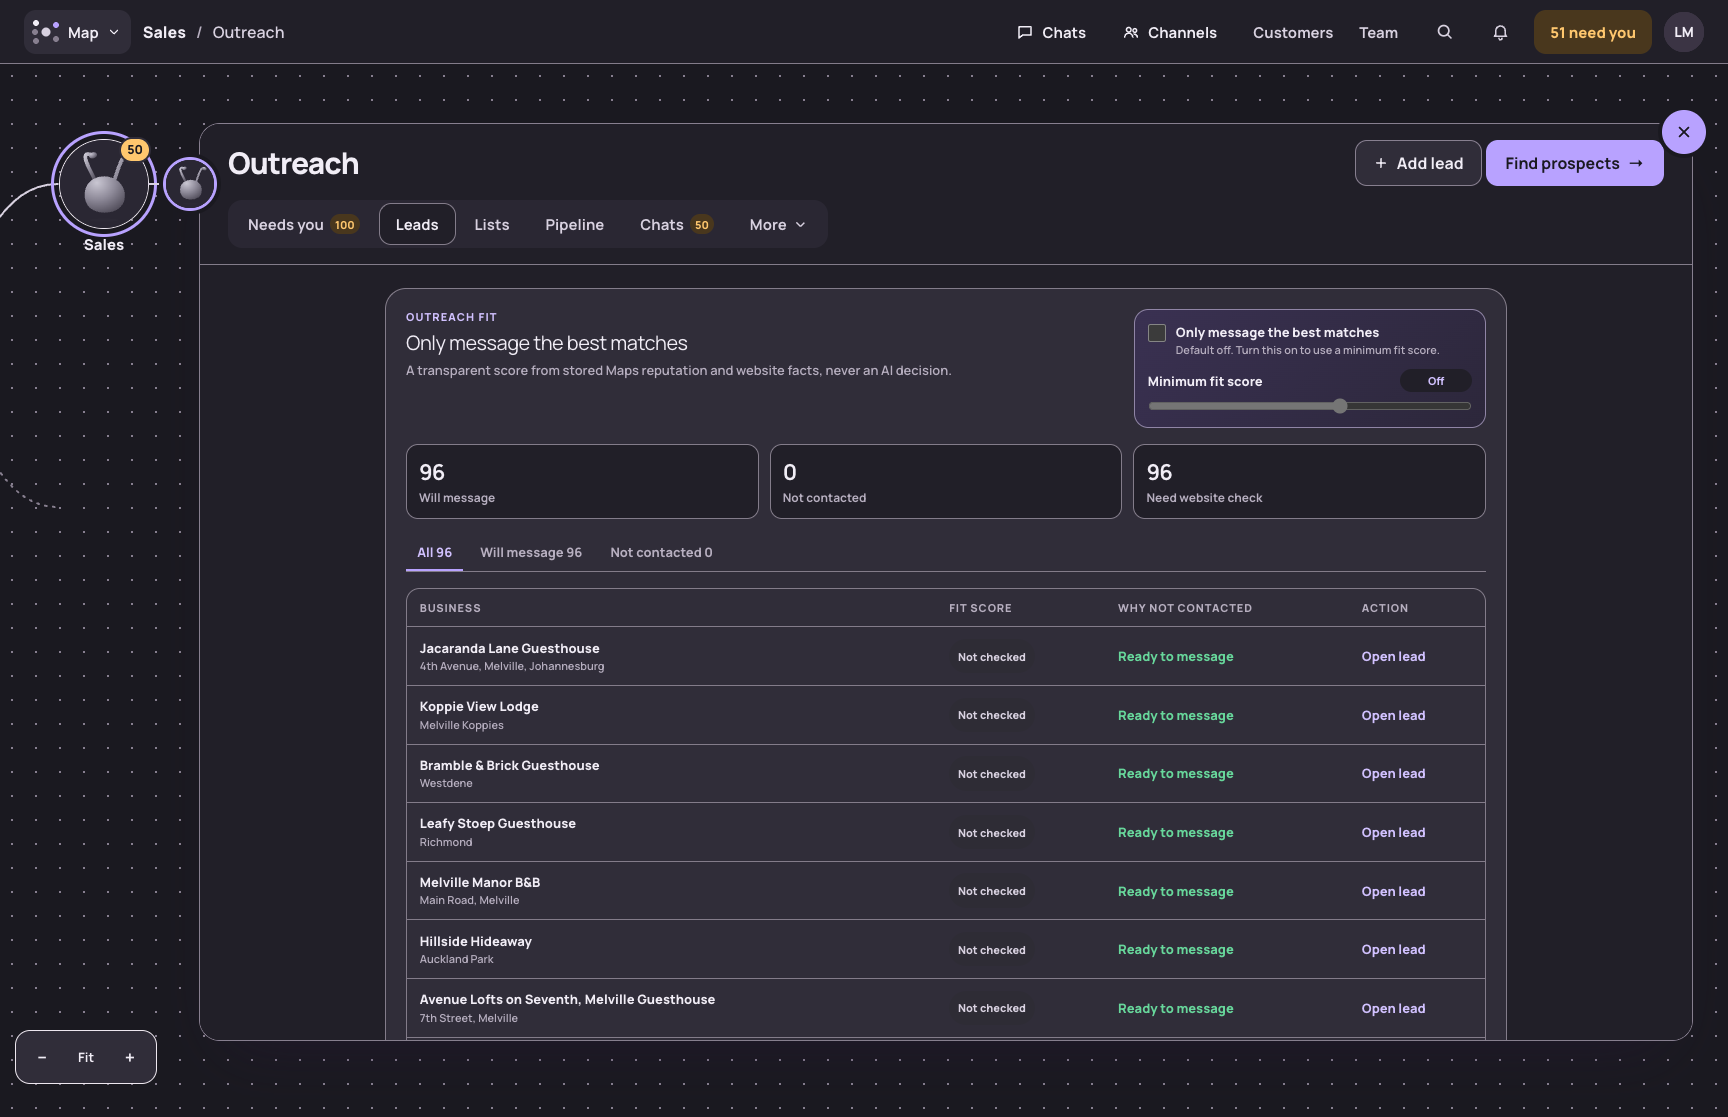 Map
Sales / Outreach
Chats
Channels
Customers
Team
51 need you
LM
50
Sales
Outreach
+ Add lead
Find prospects →
Needs you 100
Leads
Lists
Pipeline
Chats 50
More
OUTREACH FIT
Only message the best matches
A transparent score from stored Maps reputation and website facts, never an AI decision.
Only message the best matches
Default off. Turn this on to use a minimum fit score.
Minimum fit score
Off
96
Will message
0
Not contacted
96
Need website check
All 96
Will message 96
Not contacted 0
BUSINESS FIT SCORE WHY NOT CONTACTED ACTION
Jacaranda Lane Guesthouse
4th Avenue, Melville, Johannesburg
Not checked
Ready to message
Open lead
Koppie View Lodge
Melville Koppies
Not checked
Ready to message
Open lead
Bramble & Brick Guesthouse
Westdene
Not checked
Ready to message
Open lead
Leafy Stoep Guesthouse
Richmond
Not checked
Ready to message
Open lead
Melville Manor B&B
Main Road, Melville
Not checked
Ready to message
Open lead
Hillside Hideaway
Auckland Park
Not checked
Ready to message
Open lead
Avenue Lofts on Seventh, Melville Guesthouse
7th Street, Melville
Not checked
Ready to message
Open lead
− Fit +